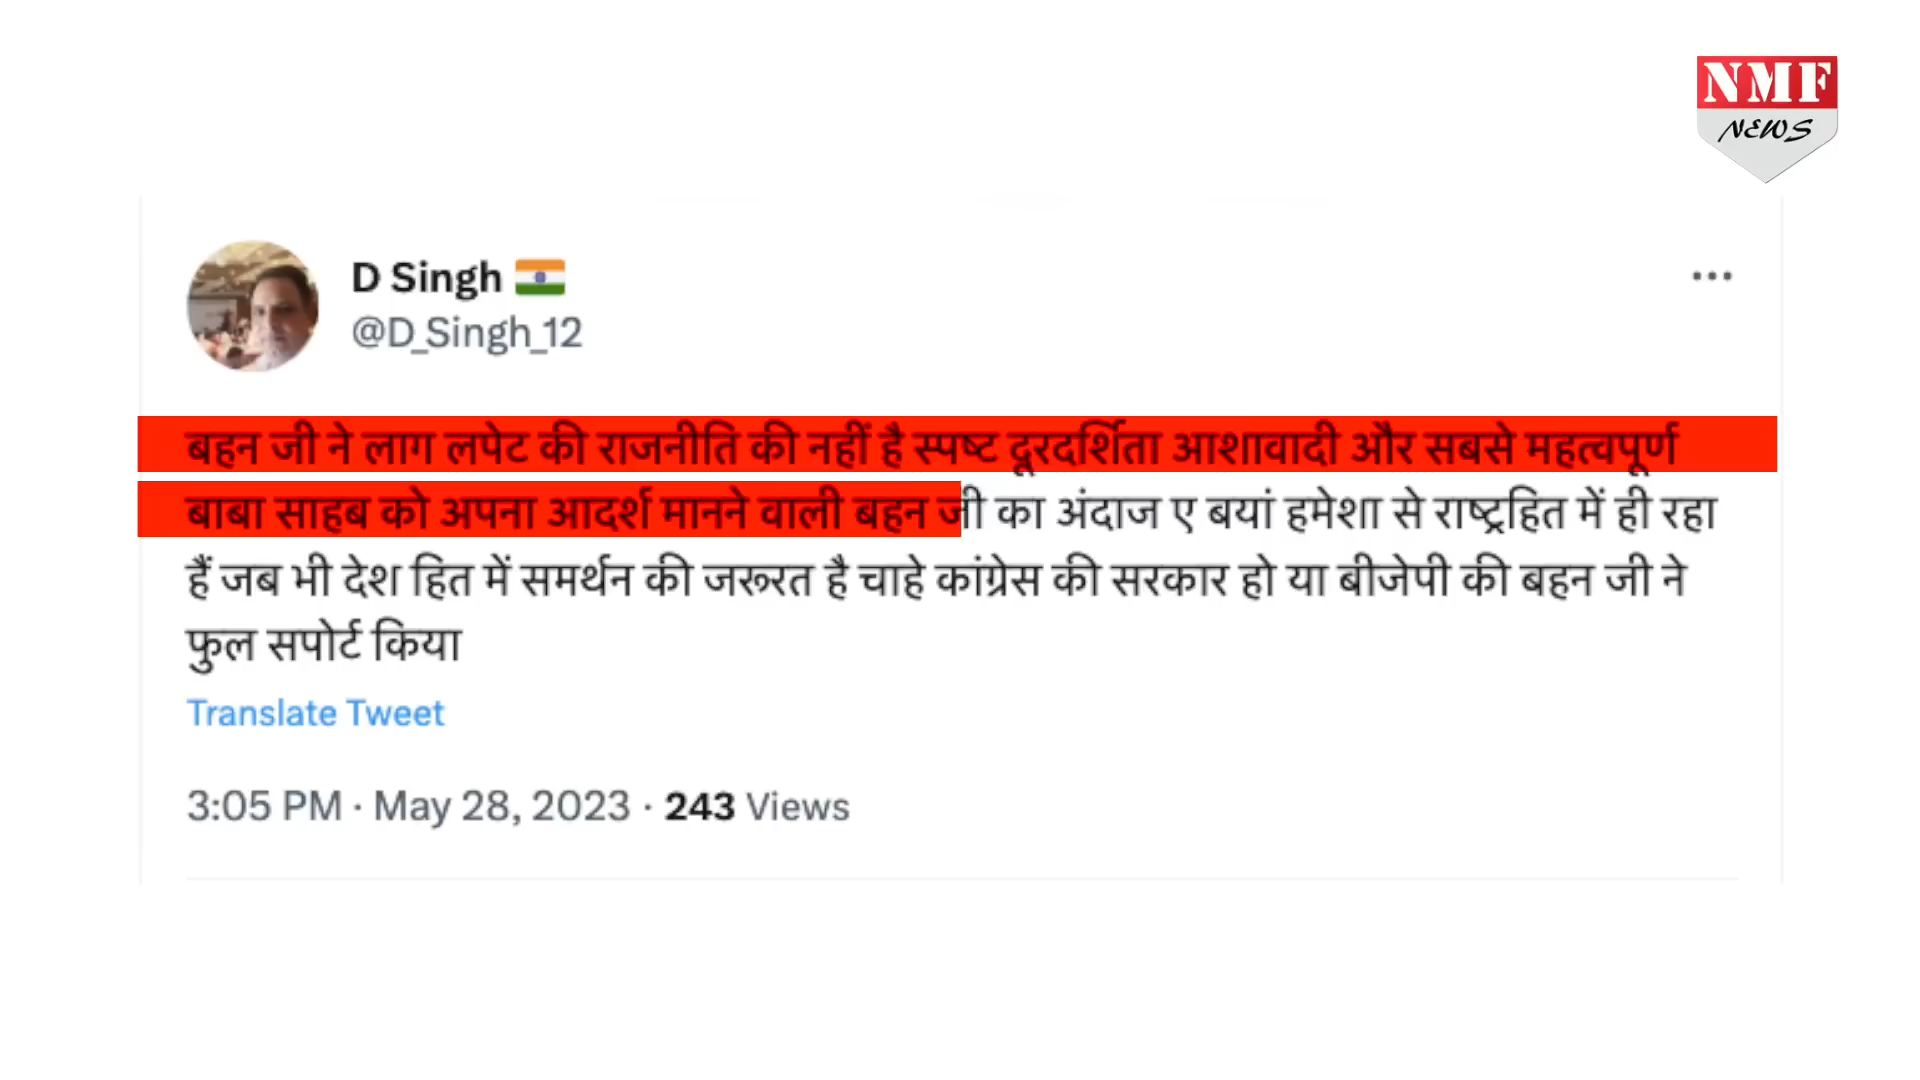 NMF
NEWS
D Singh 🇮🇳
@D_Singh_12
बहन जी ने लाग लपेट की राजनीति की नहीं है स्पष्ट दूरदर्शिता आशावादी और सबसे महत्वपूर्ण
बाबा साहब को अपना आदर्श मानने वाली बहन जी का अंदाज ए बयां हमेशा से राष्ट्रहित में ही रहा
हैं जब भी देश हित में समर्थन की जरूरत है चाहे कांग्रेस की सरकार हो या बीजेपी की बहन जी ने
फुल सपोर्ट किया
Translate Tweet
3:05 PM · May 28, 2023 · 243 Views